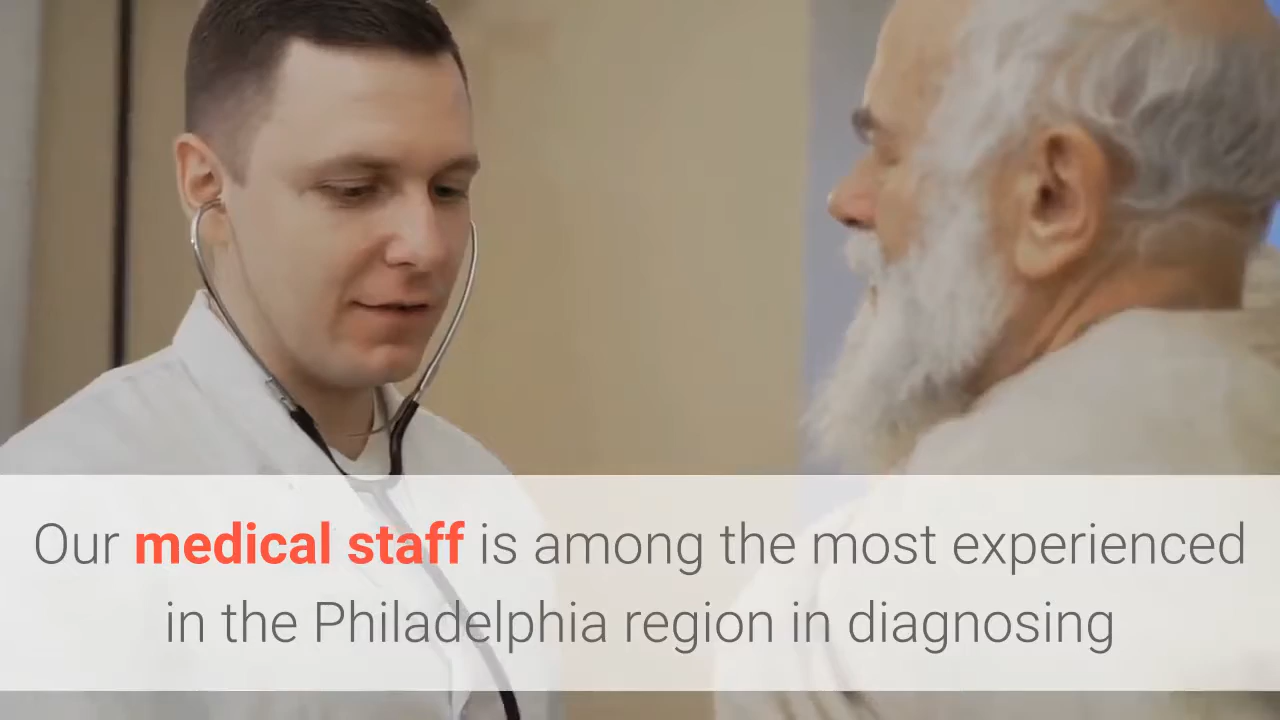 Our medical staff is among the most experienced
in the Philadelphia region in diagnosing